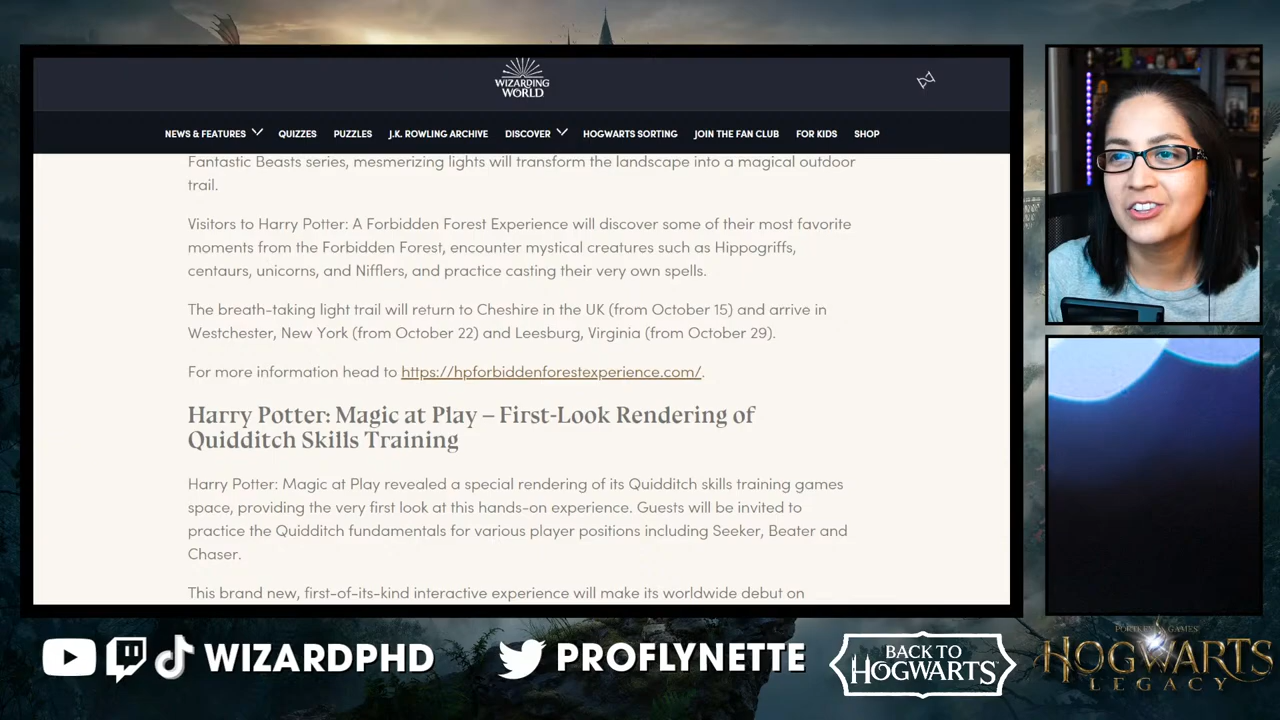 WIZARDING
WORLD
NEWS & FEATURES QUIZZES PUZZLES J.K. ROWLING ARCHIVE DISCOVER HOGWARTS SORTING JOIN THE FAN CLUB FOR KIDS SHOP
Fantastic Beasts series, mesmerizing lights will transform the landscape into a magical outdoor
trail.
Visitors to Harry Potter: A Forbidden Forest Experience will discover some of their most favorite
moments from the Forbidden Forest, encounter mystical creatures such as Hippogriffs,
centaurs, unicorns, and Nifflers, and practice casting their very own spells.
The breath-taking light trail will return to Cheshire in the UK (from October 15) and arrive in
Westchester, New York (from October 22) and Leesburg, Virginia (from October 29).
For more information head to https://hpforbiddenforestexperience.com/.
Harry Potter: Magic at Play – First-Look Rendering of
Quidditch Skills Training
Harry Potter: Magic at Play revealed a special rendering of its Quidditch skills training games
space, providing the very first look at this hands-on experience. Guests will be invited to
practice the Quidditch fundamentals for various player positions including Seeker, Beater and
Chaser.
This brand new, first-of-its-kind interactive experience will make its worldwide debut on
WIZARDPHD
PROFLYNETTE
BACK TO
HOGWARTS
PORTKEY GAMES
HOGWARTS
LEGACY